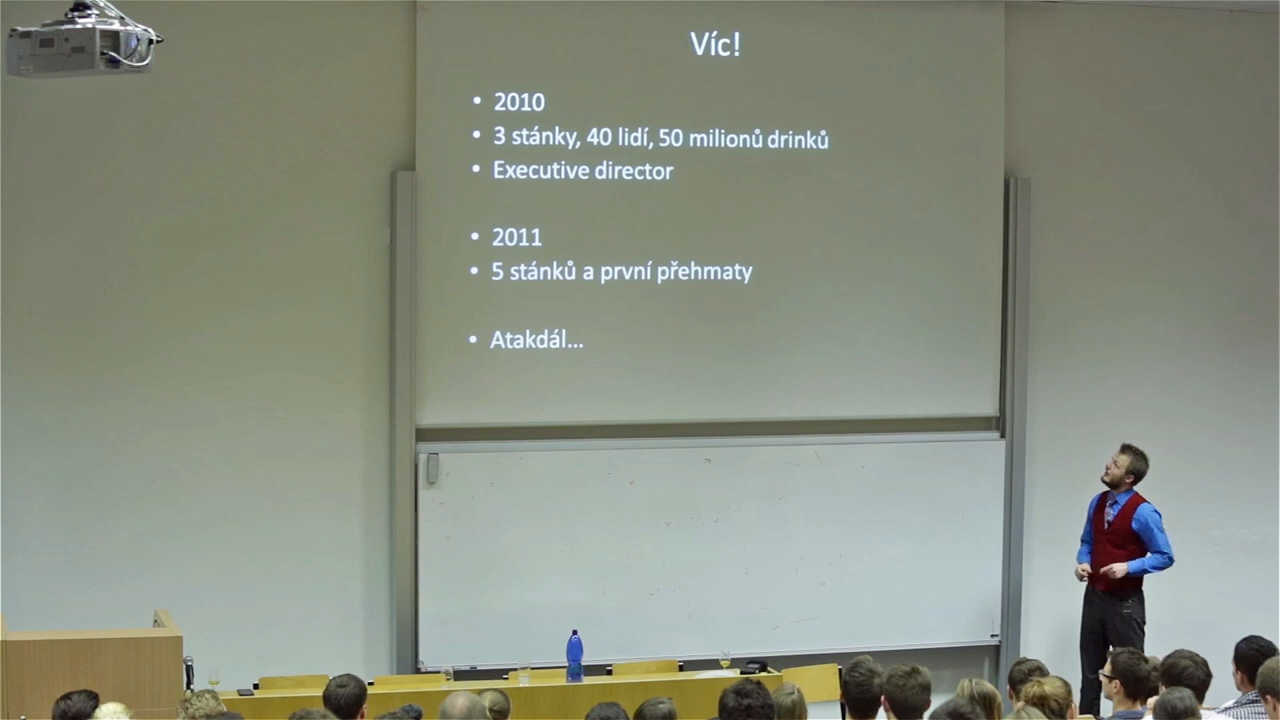 Víc!
• 2010
• 3 stánky, 40 lidí, 50 milionů drinků
• Executive director
• 2011
• 5 stánků a první přehmaty
• Atakdál...